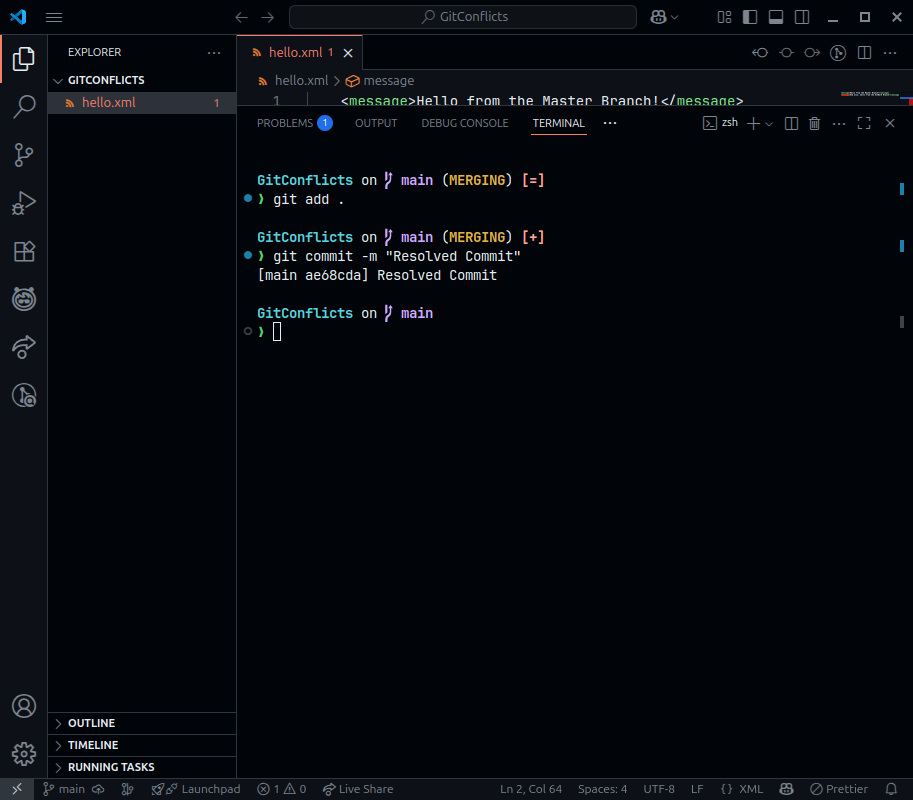 GitConflicts
EXPLORER
GITCONFLICTS
hello.xml 1
OUTLINE
TIMELINE
RUNNING TASKS
hello.xml 1
hello.xml message
1 <message>Hello from the Master Branch!</message>
PROBLEMS 1 OUTPUT DEBUG CONSOLE TERMINAL zsh
GitConflicts on main (MERGING) [=]
❯ git add .
GitConflicts on main (MERGING) [+]
❯ git commit -m "Resolved Commit"
[main ae68cda] Resolved Commit
GitConflicts on main
❯
main Launchpad 1 0 Live Share Ln 2, Col 64 Spaces: 4 UTF-8 LF {} XML Prettier